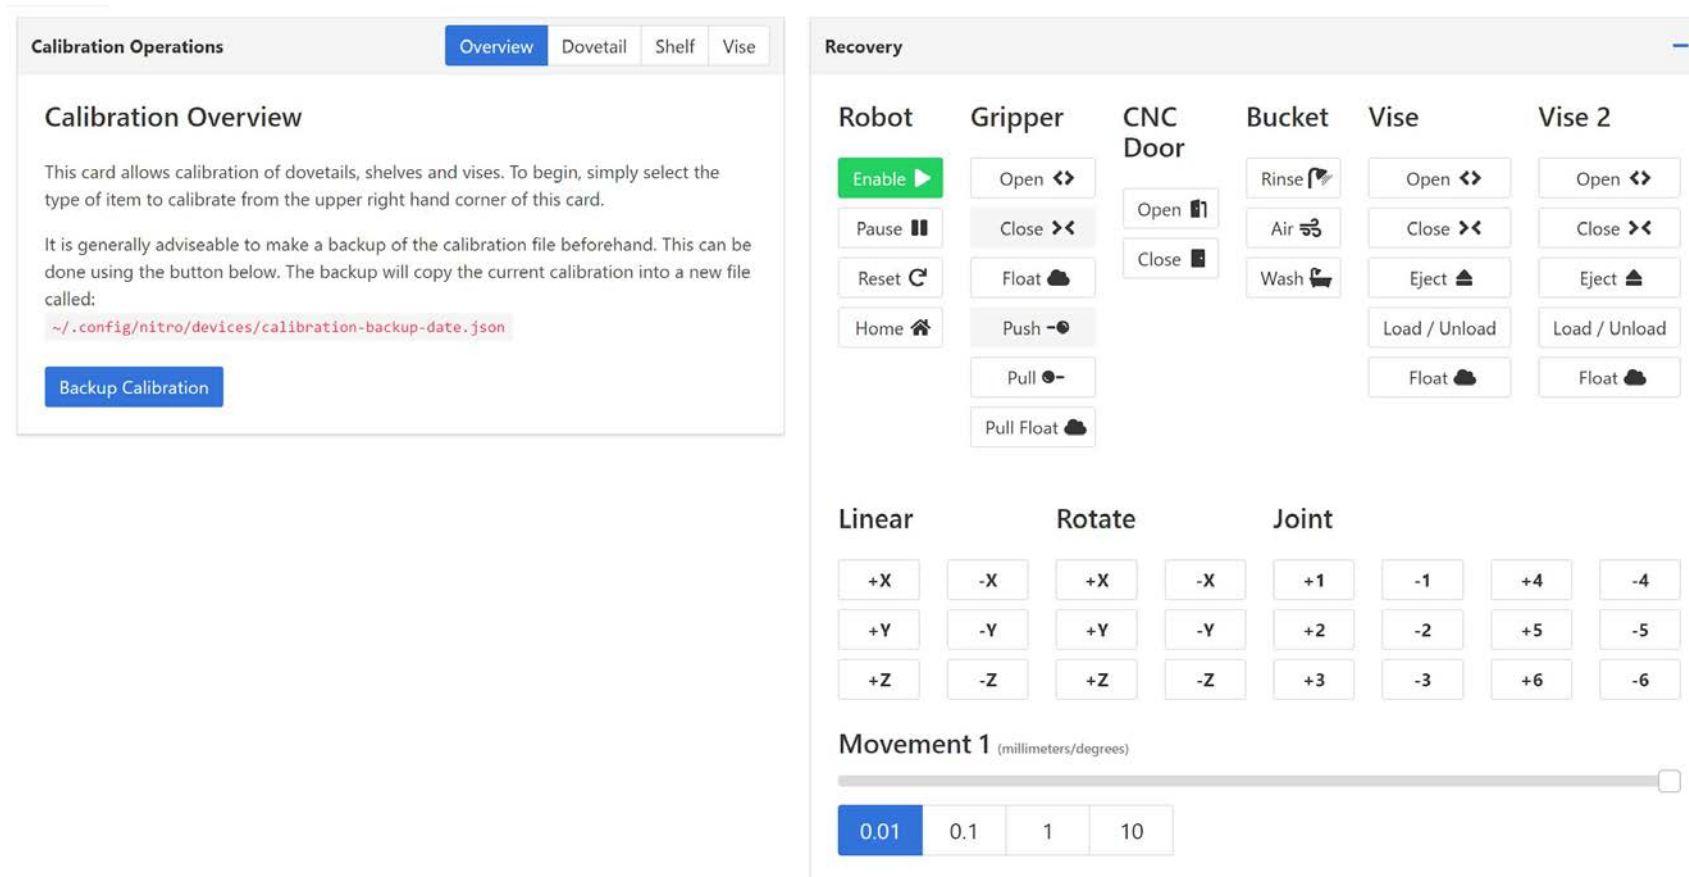 Calibration Operations
Overview Dovetail Shelf Vise
Calibration Overview
This card allows calibration of dovetails, shelves and vises. To begin, simply select the
type of item to calibrate from the upper right hand corner of this card.
It is generally adviseable to make a backup of the calibration file beforehand. This can be
done using the button below. The backup will copy the current calibration into a new file
called:
~/.config/nitro/devices/calibration-backup-date.json
Backup Calibration
Recovery
Robot
Enable
Pause
Reset
Home
Gripper
Open
Close
Float
Push
Pull
Pull Float
CNC
Door
Open
Close
Bucket
Rinse
Air
Wash
Vise
Open
Close
Eject
Load / Unload
Float
Vise 2
Open
Close
Eject
Load / Unload
Float
Linear Rotate Joint
+X -X +X -X +1 -1 +4 -4
+Y -Y +Y -Y +2 -2 +5 -5
+Z -Z +Z -Z +3 -3 +6 -6
Movement 1 (millimeters/degrees)
0.01 0.1 1 10